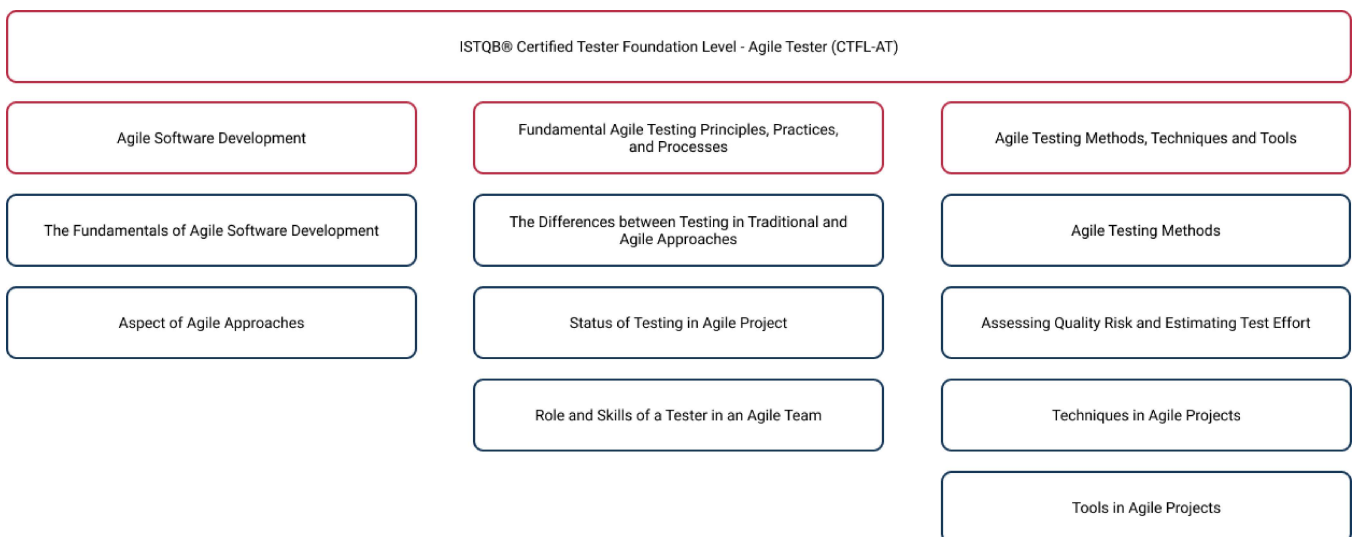 ISTQB® Certified Tester Foundation Level - Agile Tester (CTFL-AT)
Agile Software Development
Fundamental Agile Testing Principles, Practices,
and Processes
Agile Testing Methods, Techniques and Tools
The Fundamentals of Agile Software Development
The Differences between Testing in Traditional and
Agile Approaches
Agile Testing Methods
Aspect of Agile Approaches
Status of Testing in Agile Project
Assessing Quality Risk and Estimating Test Effort
Role and Skills of a Tester in an Agile Team
Techniques in Agile Projects
Tools in Agile Projects